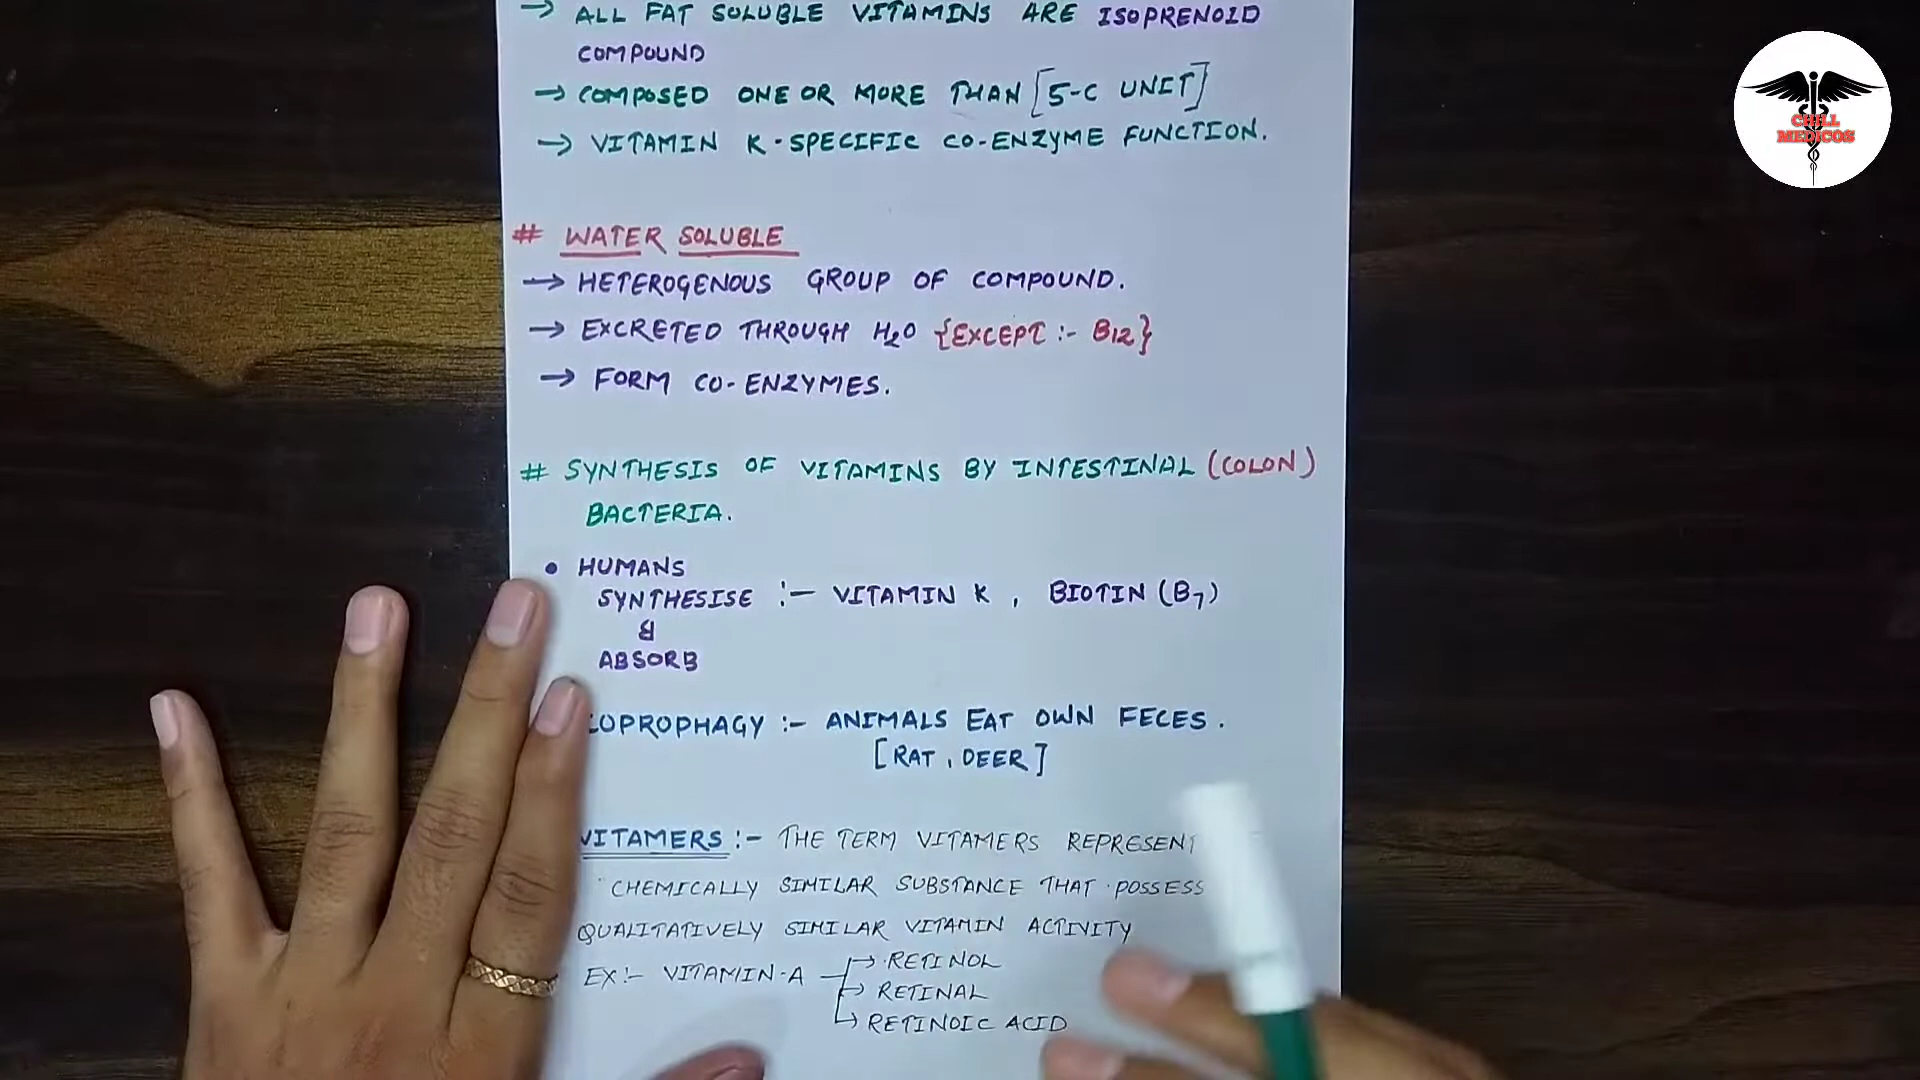 → ALL FAT SOLUBLE VITAMINS ARE ISOPRENOID
COMPOUND
→ COMPOSED ONE OR MORE THAN [5-C UNIT]
→ VITAMIN K-SPECIFIC CO-ENZYME FUNCTION.
# WATER SOLUBLE
→ HETEROGENOUS GROUP OF COMPOUND.
→ EXCRETED THROUGH H2O {EXCEPT :- B12}
→ FORM CO-ENZYMES.
# SYNTHESIS OF VITAMINS BY INTESTINAL (COLON)
BACTERIA.
• HUMANS
SYNTHESISE :- VITAMIN K , BIOTIN (B7)
&
ABSORB
COPROPHAGY :- ANIMALS EAT OWN FECES .
[RAT , DEER]
VITAMERS :- THE TERM VITAMERS REPRESENT
CHEMICALLY SIMILAR SUBSTANCE THAT POSSESS
QUALITATIVELY SIMILAR VITAMIN ACTIVITY
EX:- VITAMIN-A → RETINOL
→ RETINAL
→ RETINOIC ACID
CHILL
MEDICOS